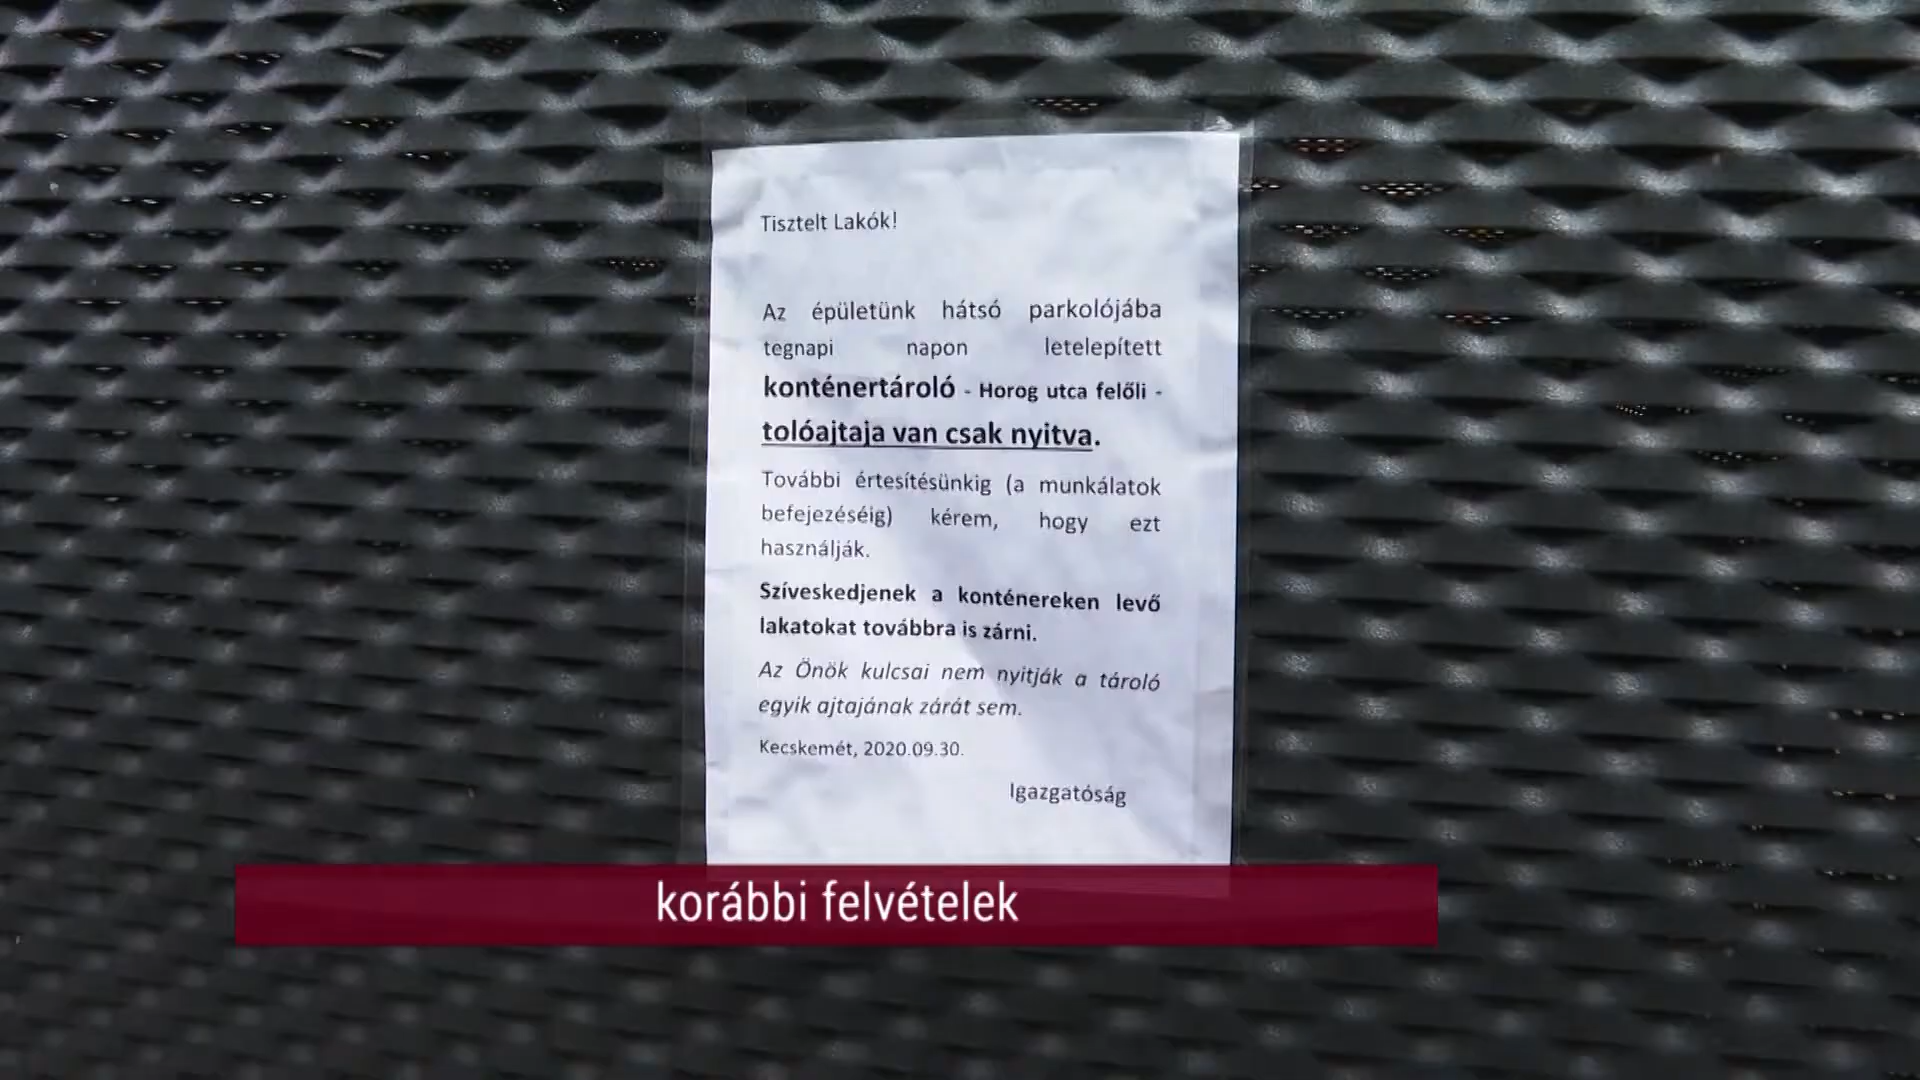 Tisztelt Lakók!
Az épületünk hátsó parkolójába
tegnapi napon letelepített
konténertároló - Horog utca felőli -
tolóajtaja van csak nyitva.
További értesítésünkig (a munkálatok
befejezéséig) kérem, hogy ezt
használják.
Szíveskedjenek a konténereken levő
lakatokat továbbra is zárni.
Az Önök kulcsai nem nyitják a tároló
egyik ajtajának zárát sem.
Kecskemét, 2020.09.30.
Igazgatóság
korábbi felvételek